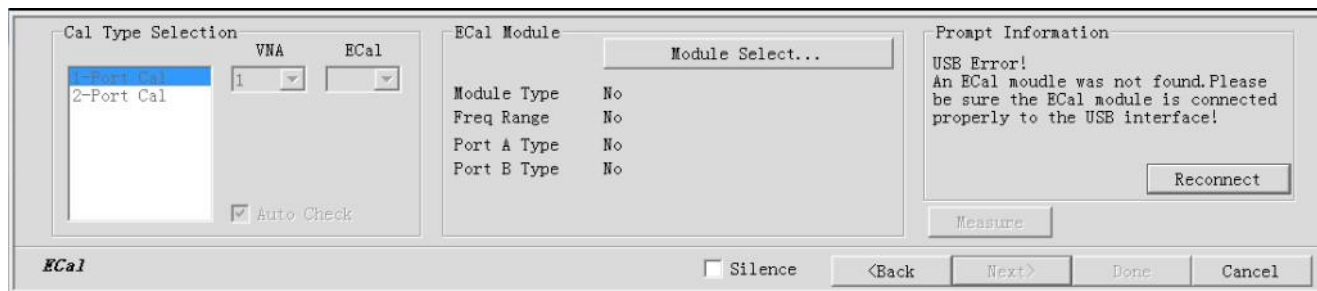 Cal Type Selection
VNA ECal
1-Port Cal
2-Port Cal
1
Auto Check
ECal Module
Module Select...
Module Type No
Freq Range No
Port A Type No
Port B Type No
Prompt Information
USB Error!
An ECal moudle was not found.Please
be sure the ECal module is connected
properly to the USB interface!
Reconnect
Measure
ECal
Silence
<Back
Next>
Done
Cancel